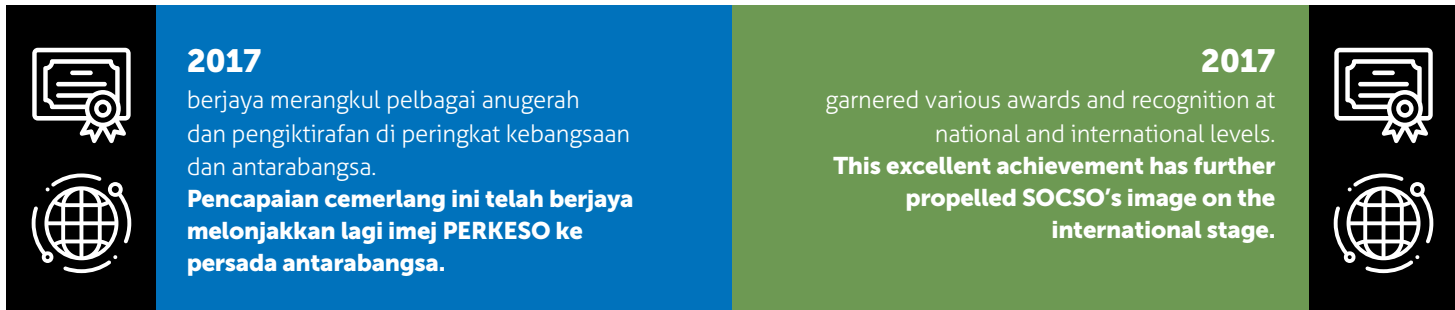 2017
berjaya merangkul pelbagai anugerah
dan pengiktirafan di peringkat kebangsaan
dan antarabangsa.
Pencapaian cemerlang ini telah berjaya
melonjakkan lagi imej PERKESO ke
persada antarabangsa.
2017
garnered various awards and recognition at
national and international levels.
This excellent achievement has further
propelled SOCSO’s image on the
international stage.